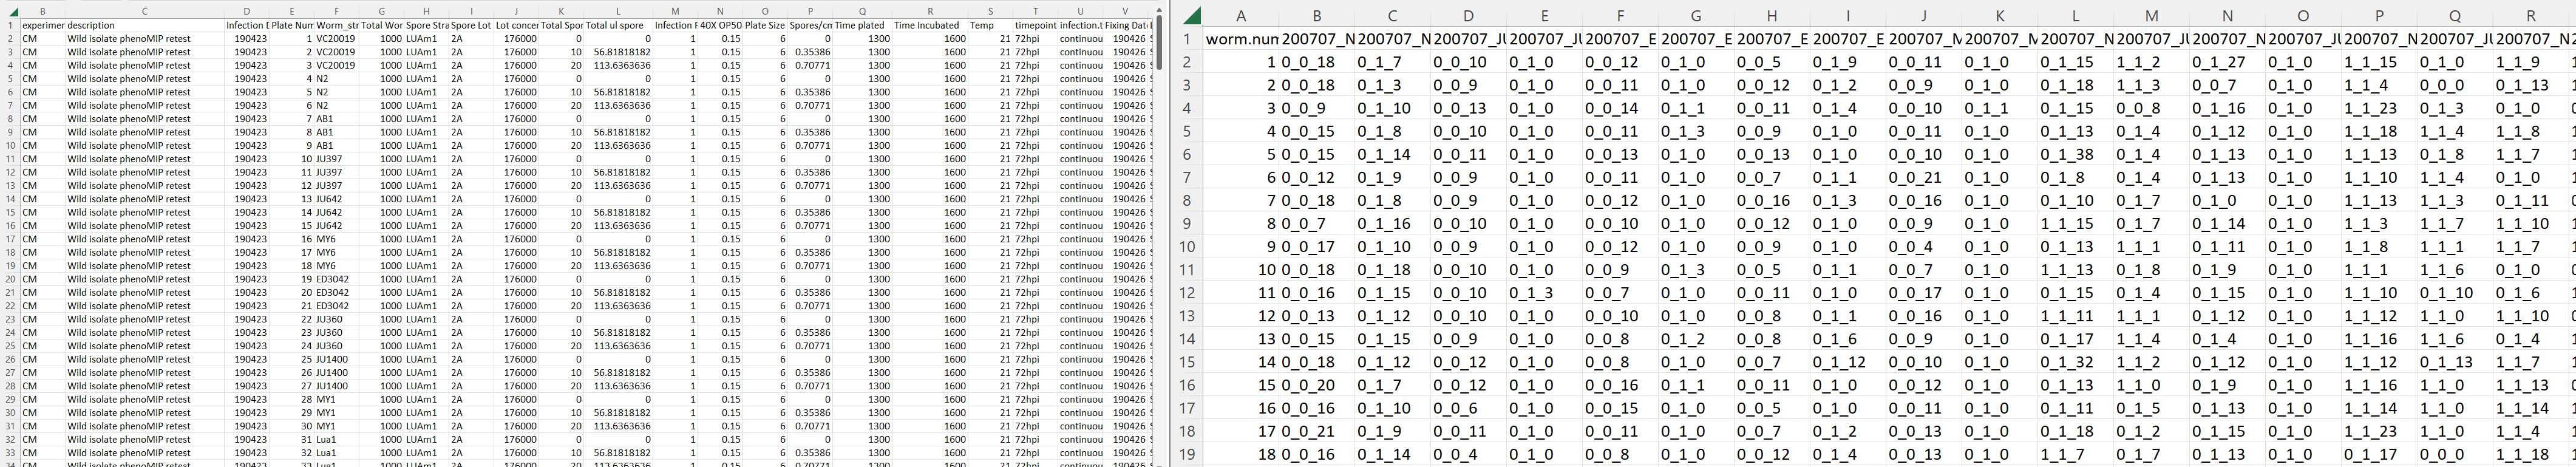 B C D E F G H I J K L M N O P Q R S T U V
1 experimer description Infection D Plate Num Worm_st Total Wor Spore Stra Spore Lot Lot concer Total Spor Total ul spore Infection F 40X OP50 Plate Size Spores/cr Time plated Time Incubated Temp timepoint infection.t Fixing Date
2 CM Wild isolate phenoMIP retest 190423 1 VC20019 1000 LUAm1 2A 176000 0 0 1 0.15 6 0 1300 1600 21 72hpi continuou 190426
3 CM Wild isolate phenoMIP retest 190423 2 VC20019 1000 LUAm1 2A 176000 10 56.81818182 1 0.15 6 0.35386 1300 1600 21 72hpi continuou 190426
4 CM Wild isolate phenoMIP retest 190423 3 VC20019 1000 LUAm1 2A 176000 20 113.6363636 1 0.15 6 0.70771 1300 1600 21 72hpi continuou 190426
5 CM Wild isolate phenoMIP retest 190423 4 N2 1000 LUAm1 2A 176000 0 0 1 0.15 6 0 1300 1600 21 72hpi continuou 190426
6 CM Wild isolate phenoMIP retest 190423 5 N2 1000 LUAm1 2A 176000 10 56.81818182 1 0.15 6 0.35386 1300 1600 21 72hpi continuou 190426
7 CM Wild isolate phenoMIP retest 190423 6 N2 1000 LUAm1 2A 176000 20 113.6363636 1 0.15 6 0.70771 1300 1600 21 72hpi continuou 190426
8 CM Wild isolate phenoMIP retest 190423 7 AB1 1000 LUAm1 2A 176000 0 0 1 0.15 6 0 1300 1600 21 72hpi continuou 190426
9 CM Wild isolate phenoMIP retest 190423 8 AB1 1000 LUAm1 2A 176000 10 56.81818182 1 0.15 6 0.35386 1300 1600 21 72hpi continuou 190426
10 CM Wild isolate phenoMIP retest 190423 9 AB1 1000 LUAm1 2A 176000 20 113.6363636 1 0.15 6 0.70771 1300 1600 21 72hpi continuou 190426
11 CM Wild isolate phenoMIP retest 190423 10 JU397 1000 LUAm1 2A 176000 0 0 1 0.15 6 0 1300 1600 21 72hpi continuou 190426
12 CM Wild isolate phenoMIP retest 190423 11 JU397 1000 LUAm1 2A 176000 10 56.81818182 1 0.15 6 0.35386 1300 1600 21 72hpi continuou 190426
13 CM Wild isolate phenoMIP retest 190423 12 JU397 1000 LUAm1 2A 176000 20 113.6363636 1 0.15 6 0.70771 1300 1600 21 72hpi continuou 190426
14 CM Wild isolate phenoMIP retest 190423 13 JU642 1000 LUAm1 2A 176000 0 0 1 0.15 6 0 1300 1600 21 72hpi continuou 190426
15 CM Wild isolate phenoMIP retest 190423 14 JU642 1000 LUAm1 2A 176000 10 56.81818182 1 0.15 6 0.35386 1300 1600 21 72hpi continuou 190426
16 CM Wild isolate phenoMIP retest 190423 15 JU642 1000 LUAm1 2A 176000 20 113.6363636 1 0.15 6 0.70771 1300 1600 21 72hpi continuou 190426
17 CM Wild isolate phenoMIP retest 190423 16 MY6 1000 LUAm1 2A 176000 0 0 1 0.15 6 0 1300 1600 21 72hpi continuou 190426
18 CM Wild isolate phenoMIP retest 190423 17 MY6 1000 LUAm1 2A 176000 10 56.81818182 1 0.15 6 0.35386 1300 1600 21 72hpi continuou 190426
19 CM Wild isolate phenoMIP retest 190423 18 MY6 1000 LUAm1 2A 176000 20 113.6363636 1 0.15 6 0.70771 1300 1600 21 72hpi continuou 190426
20 CM Wild isolate phenoMIP retest 190423 19 ED3042 1000 LUAm1 2A 176000 0 0 1 0.15 6 0 1300 1600 21 72hpi continuou 190426
21 CM Wild isolate phenoMIP retest 190423 20 ED3042 1000 LUAm1 2A 176000 10 56.81818182 1 0.15 6 0.35386 1300 1600 21 72hpi continuou 190426
22 CM Wild isolate phenoMIP retest 190423 21 ED3042 1000 LUAm1 2A 176000 20 113.6363636 1 0.15 6 0.70771 1300 1600 21 72hpi continuou 190426
23 CM Wild isolate phenoMIP retest 190423 22 JU360 1000 LUAm1 2A 176000 0 0 1 0.15 6 0 1300 1600 21 72hpi continuou 190426
24 CM Wild isolate phenoMIP retest 190423 23 JU360 1000 LUAm1 2A 176000 10 56.81818182 1 0.15 6 0.35386 1300 1600 21 72hpi continuou 190426
25 CM Wild isolate phenoMIP retest 190423 24 JU360 1000 LUAm1 2A 176000 20 113.6363636 1 0.15 6 0.70771 1300 1600 21 72hpi continuou 190426
26 CM Wild isolate phenoMIP retest 190423 25 JU1400 1000 LUAm1 2A 176000 0 0 1 0.15 6 0 1300 1600 21 72hpi continuou 190426
27 CM Wild isolate phenoMIP retest 190423 26 JU1400 1000 LUAm1 2A 176000 10 56.81818182 1 0.15 6 0.35386 1300 1600 21 72hpi continuou 190426
28 CM Wild isolate phenoMIP retest 190423 27 JU1400 1000 LUAm1 2A 176000 20 113.6363636 1 0.15 6 0.70771 1300 1600 21 72hpi continuou 190426
29 CM Wild isolate phenoMIP retest 190423 28 MY1 1000 LUAm1 2A 176000 0 0 1 0.15 6 0 1300 1600 21 72hpi continuou 190426
30 CM Wild isolate phenoMIP retest 190423 29 MY1 1000 LUAm1 2A 176000 10 56.81818182 1 0.15 6 0.35386 1300 1600 21 72hpi continuou 190426
31 CM Wild isolate phenoMIP retest 190423 30 MY1 1000 LUAm1 2A 176000 20 113.6363636 1 0.15 6 0.70771 1300 1600 21 72hpi continuou 190426
32 CM Wild isolate phenoMIP retest 190423 31 Lua1 1000 LUAm1 2A 176000 0 0 1 0.15 6 0 1300 1600 21 72hpi continuou 190426
33 CM Wild isolate phenoMIP retest 190423 32 Lua1 1000 LUAm1 2A 176000 10 56.81818182 1 0.15 6 0.35386 1300 1600 21 72hpi continuou 190426
34 CM Wild isolate phenoMIP retest 190423 33 Lua1 1000 LUAm1 2A 176000 20 113.6363636 1 0.15 6 0.70771 1300 1600 21 72hpi continuou 190426
A B C D E F G H I J K L M N O P Q R
1 worm.num 200707_N 200707_N 200707_JU 200707_JU 200707_E 200707_E 200707_E 200707_E 200707_M 200707_M 200707_N 200707_JU 200707_N 200707_JU 200707_N 200707_JU 200707_N
2 1 0_0_18 0_1_7 0_0_10 0_1_0 0_0_12 0_1_0 0_0_5 0_1_9 0_0_11 0_1_0 0_1_15 1_1_2 0_1_27 0_1_0 1_1_15 0_1_0 1_1_9
3 2 0_0_18 0_1_3 0_0_9 0_1_0 0_0_11 0_1_0 0_0_12 0_1_2 0_0_9 0_1_0 0_1_18 1_1_3 0_0_7 0_1_0 1_1_4 0_0_0 0_1_13
4 3 0_0_9 0_1_10 0_0_13 0_1_0 0_0_14 0_1_1 0_0_11 0_1_4 0_0_10 0_1_1 0_1_15 0_0_8 0_1_16 0_1_0 1_1_23 0_1_3 0_1_0
5 4 0_0_15 0_1_8 0_0_10 0_1_0 0_0_11 0_1_3 0_0_9 0_1_0 0_0_11 0_1_0 0_1_13 0_1_4 0_1_12 0_1_0 1_1_18 1_1_4 1_1_8
6 5 0_0_15 0_1_14 0_0_11 0_1_0 0_0_13 0_1_0 0_0_13 0_1_0 0_0_10 0_1_0 0_1_38 0_1_4 0_1_13 0_1_0 1_1_13 0_1_8 1_1_7
7 6 0_0_12 0_1_9 0_0_9 0_1_0 0_0_11 0_1_0 0_0_7 0_1_1 0_0_21 0_1_0 0_1_8 0_1_4 0_1_13 0_1_0 1_1_10 1_1_4 0_1_0
8 7 0_0_18 0_1_8 0_0_9 0_1_0 0_0_12 0_1_0 0_0_16 0_1_3 0_0_16 0_1_0 0_1_10 0_1_7 0_1_0 0_1_0 1_1_13 1_1_3 0_1_11
9 8 0_0_7 0_1_16 0_0_10 0_1_0 0_0_10 0_1_0 0_0_12 0_1_0 0_0_9 0_1_0 1_1_15 0_1_7 0_1_14 0_1_0 1_1_3 1_1_7 1_1_10
10 9 0_0_17 0_1_10 0_0_9 0_1_0 0_0_12 0_1_0 0_0_9 0_1_0 0_0_4 0_1_0 0_1_13 1_1_1 0_1_11 0_1_0 1_1_8 1_1_1 1_1_7
11 10 0_0_18 0_1_18 0_0_10 0_1_0 0_0_9 0_1_3 0_0_5 0_1_1 0_0_7 0_1_0 1_1_13 0_1_8 0_1_9 0_1_0 1_1_1 1_1_6 0_1_0
12 11 0_0_16 0_1_15 0_0_10 0_1_3 0_0_7 0_1_0 0_0_11 0_1_0 0_0_17 0_1_0 0_1_15 0_1_4 0_1_15 0_1_0 1_1_10 0_1_10 0_1_6
13 12 0_0_13 0_1_12 0_0_10 0_1_0 0_0_10 0_1_0 0_0_8 0_1_1 0_0_16 0_1_0 1_1_11 1_1_1 0_1_12 0_1_0 1_1_12 1_1_0 1_1_10
14 13 0_0_15 0_1_15 0_0_9 0_1_0 0_0_8 0_1_2 0_0_8 0_1_6 0_0_9 0_1_0 0_1_17 1_1_4 0_1_4 0_1_0 1_1_16 1_1_6 0_1_4
15 14 0_0_18 0_1_12 0_0_12 0_1_0 0_0_8 0_1_0 0_0_7 0_1_12 0_0_10 0_1_0 0_1_32 1_1_2 0_1_12 0_1_0 1_1_12 0_1_13 1_1_7
16 15 0_0_20 0_1_7 0_0_12 0_1_0 0_0_16 0_1_1 0_0_11 0_1_0 0_0_12 0_1_0 0_1_13 1_1_0 0_1_9 0_1_0 1_1_16 1_1_0 1_1_13
17 16 0_0_16 0_1_10 0_0_6 0_1_0 0_0_15 0_1_0 0_0_5 0_1_0 0_0_11 0_1_0 0_1_11 0_1_5 0_1_13 0_1_0 1_1_14 1_1_0 1_1_14
18 17 0_0_21 0_1_9 0_0_11 0_1_0 0_0_11 0_1_0 0_0_7 0_1_2 0_0_13 0_1_0 0_1_18 0_1_2 0_1_15 0_1_0 1_1_23 1_1_0 1_1_4
19 18 0_0_16 0_1_14 0_0_4 0_1_0 0_0_8 0_1_0 0_0_12 0_1_4 0_0_13 0_1_0 1_1_7 0_1_7 0_1_13 0_1_0 1_1_17 0_0_0 1_1_18